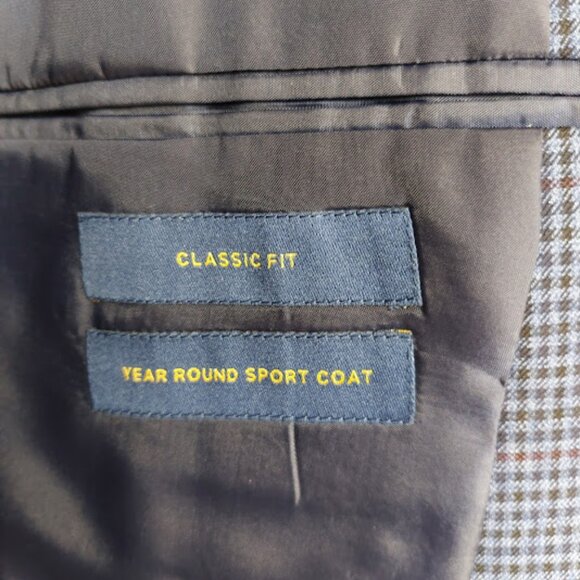 CLASSIC FIT
YEAR ROUND SPORT COAT